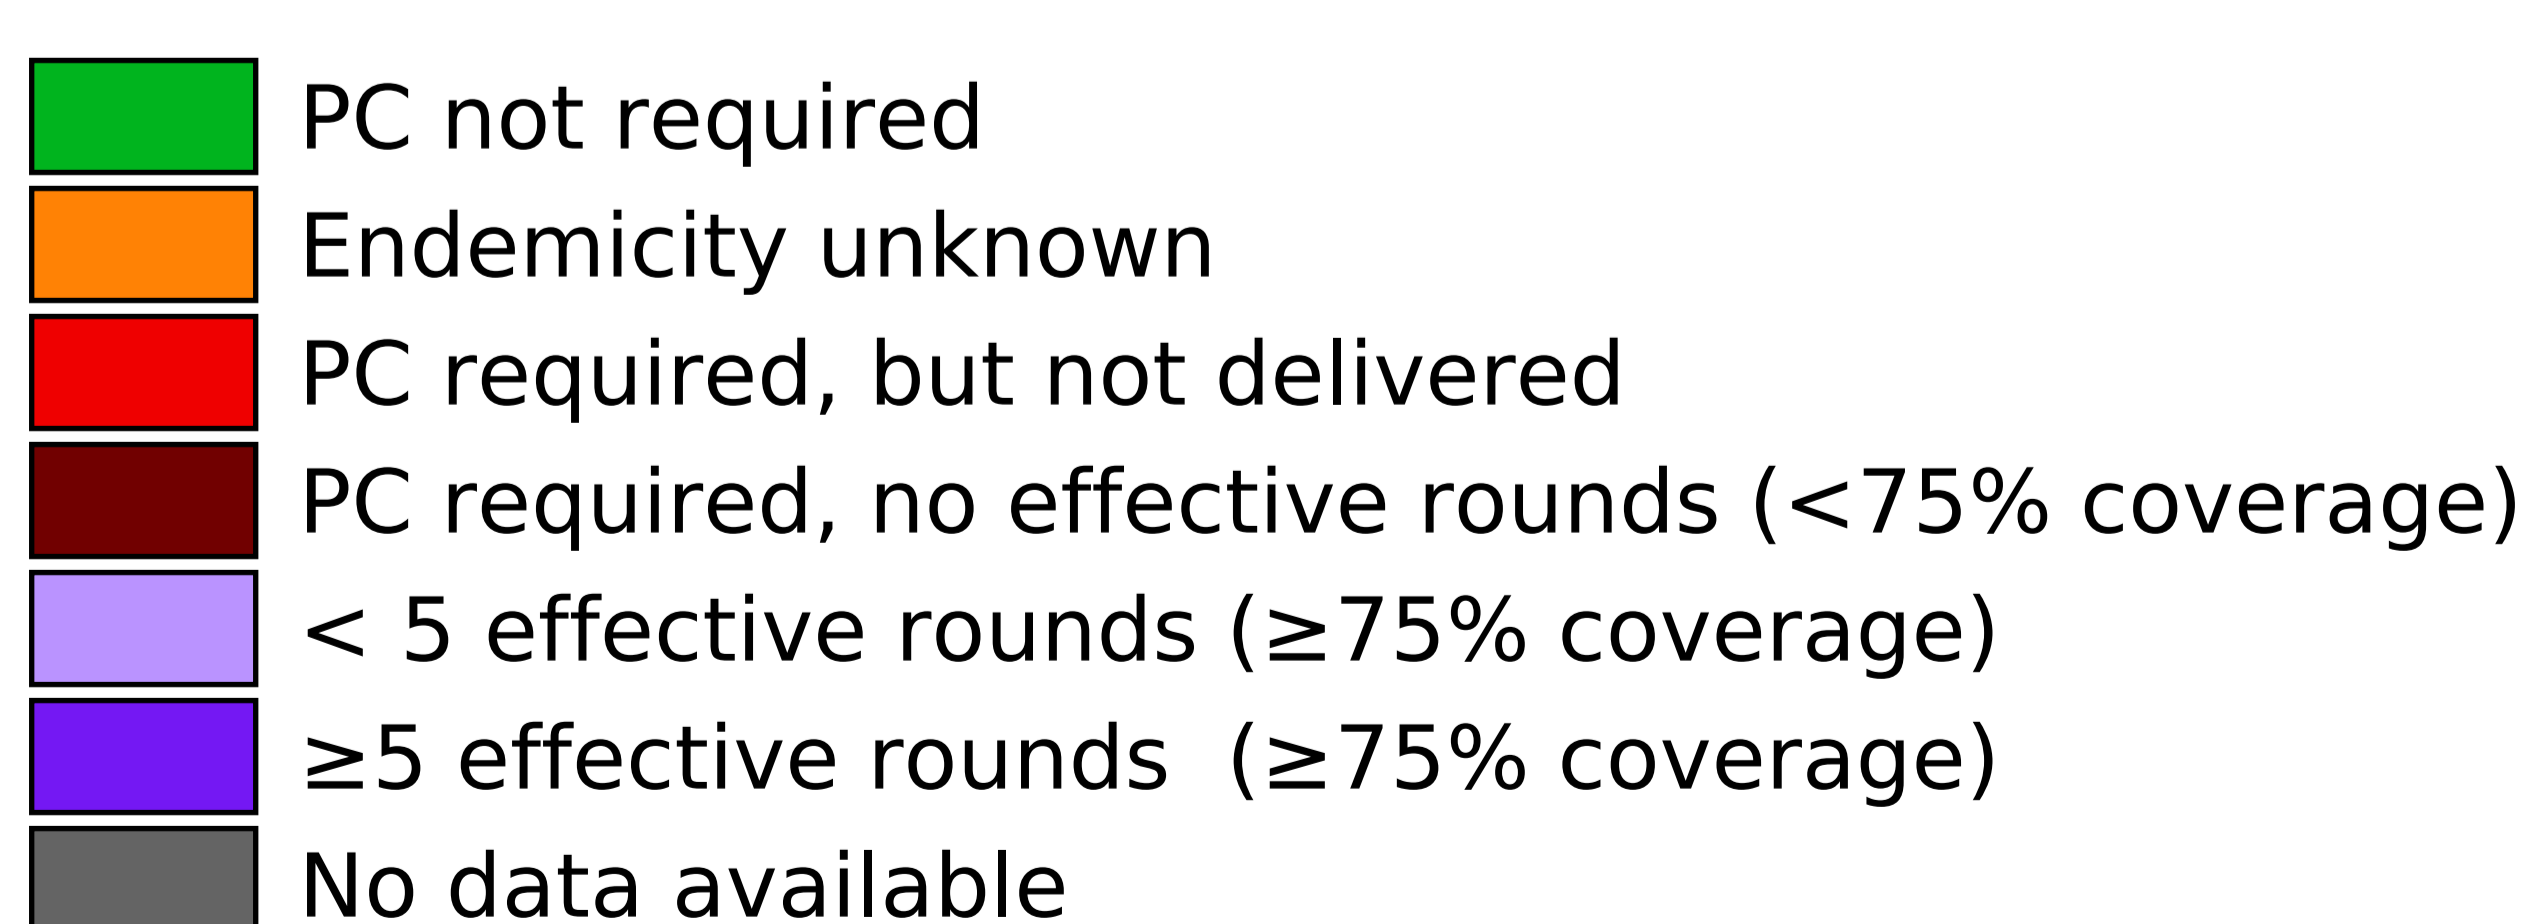 PC not required
Endemicity unknown
PC required, but not delivered
PC required, no effective rounds (<75% coverage)
< 5 effective rounds (≥75% coverage)
≥5 effective rounds  (≥75% coverage)
No data available